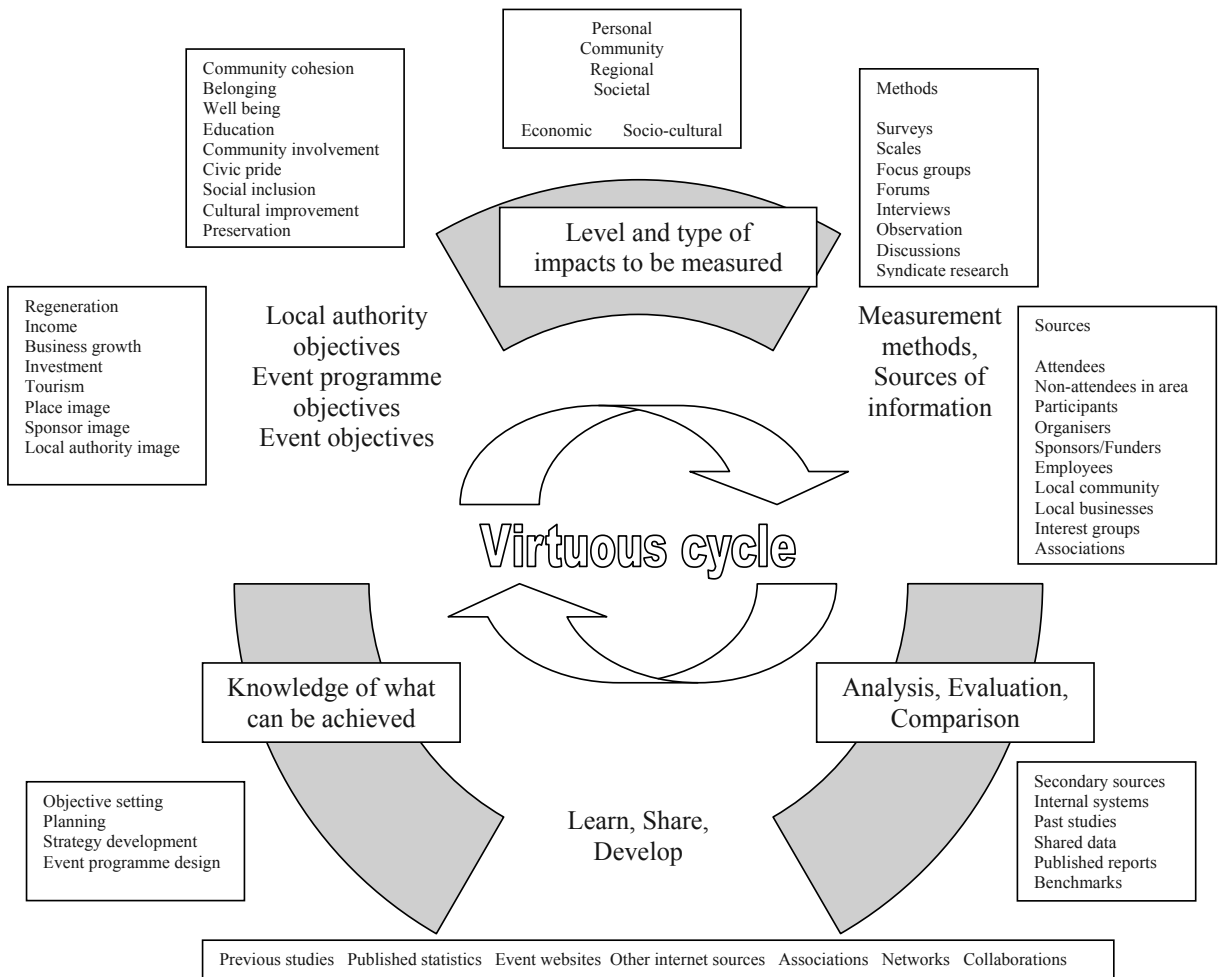 Personal
Community
Regional
Societal
Economic Socio-cultural
Community cohesion
Belonging
Well being
Education
Community involvement
Civic pride
Social inclusion
Cultural improvement
Preservation
Methods
Surveys
Scales
Focus groups
Forums
Interviews
Observation
Discussions
Syndicate research
Level and type of
impacts to be measured
Regeneration
Income
Business growth
Investment
Tourism
Place image
Sponsor image
Local authority image
Local authority
objectives
Event programme
objectives
Event objectives
Measurement
methods,
Sources of
information
Sources
Attendees
Non-attendees in area
Participants
Organisers
Sponsors/Funders
Employees
Local community
Local businesses
Interest groups
Associations
Virtuous cycle
Knowledge of what
can be achieved
Analysis, Evaluation,
Comparison
Objective setting
Planning
Strategy development
Event programme design
Learn, Share,
Develop
Secondary sources
Internal systems
Past studies
Shared data
Published reports
Benchmarks
Previous studies Published statistics Event websites Other internet sources Associations Networks Collaborations